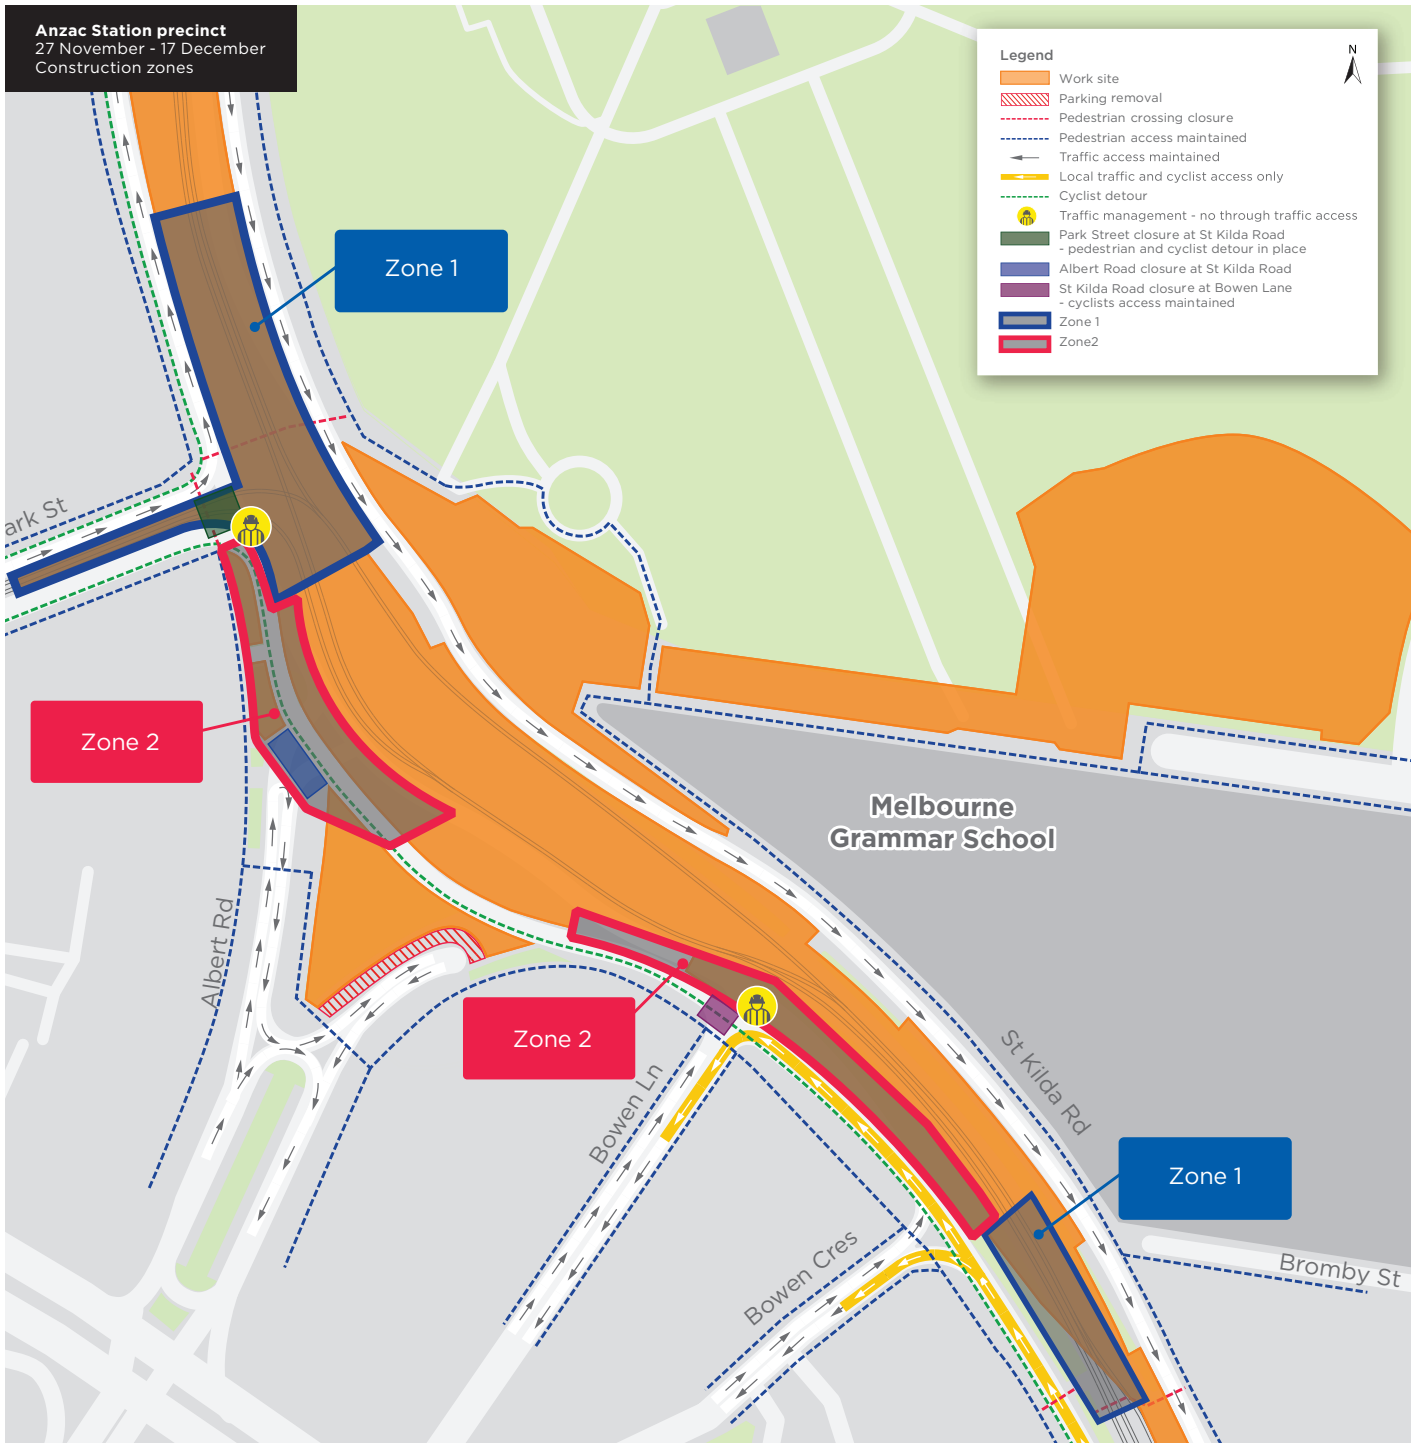 Anzac Station precinct
27 November - 17 December
Construction zones
Legend
N
Work site
Parking removal
Pedestrian crossing closure
Pedestrian access maintained
Traffic access maintained
Local traffic and cyclist access only
Cyclist detour
Traffic management - no through traffic access
Park Street closure at St Kilda Road
- pedestrian and cyclist detour in place
Albert Road closure at St Kilda Road
St Kilda Road closure at Bowen Lane
- cyclists access maintained
Zone 1
Zone2
Zone 1
ark St
Zone 2
Melbourne
Grammar School
Albert Rd
Zone 2
St Kilda Rd
Bowen Ln
Zone 1
Bowen Cres
Bromby St